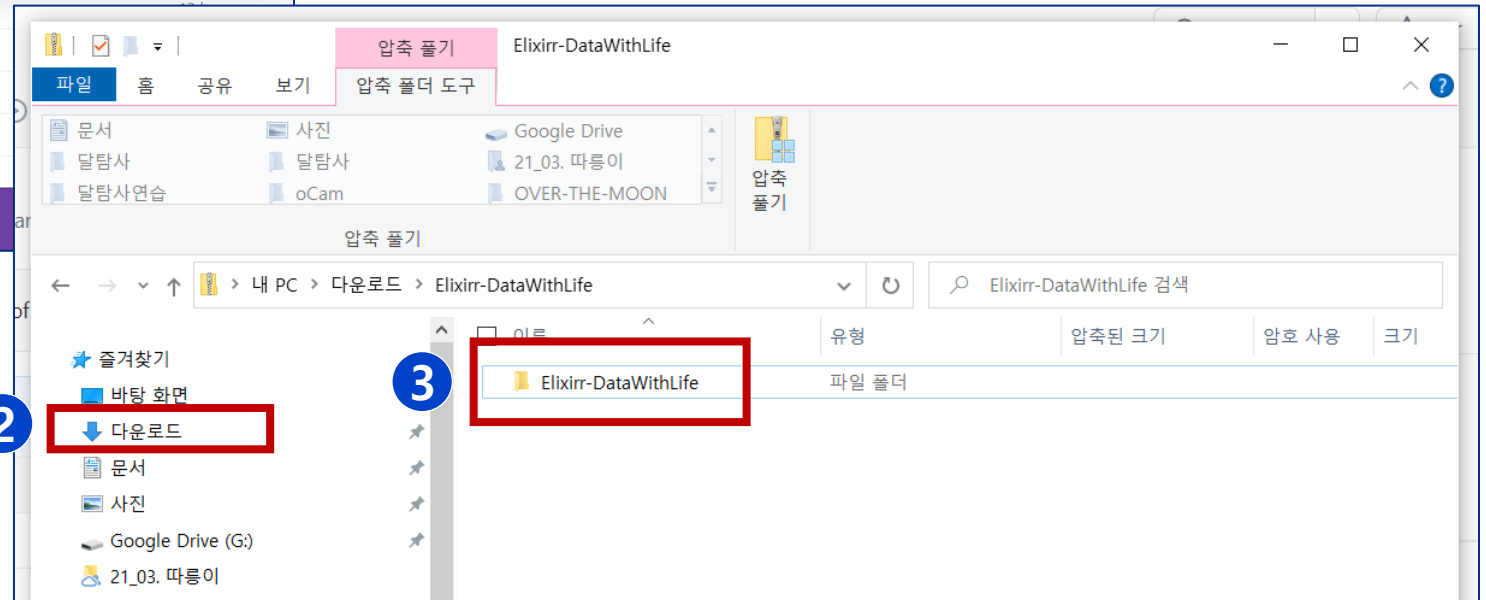 압축 풀기
Elixirr-DataWithLife
파일
홈
공유
보기
압축 폴더 도구
문서
사진
Google Drive
달탐사
달탐사
21_03. 따릉이
달탐사연습
oCam
OVER-THE-MOON
압축
풀기
압축 풀기
내 PC > 다운로드 > Elixirr-DataWithLife
Elixirr-DataWithLife 검색
이름
유형
압축된 크기
암호 사용
크기
즐겨찾기
3
Elixirr-DataWithLife
파일 폴더
바탕 화면
2
다운로드
문서
사진
Google Drive (G:)
21_03. 따릉이